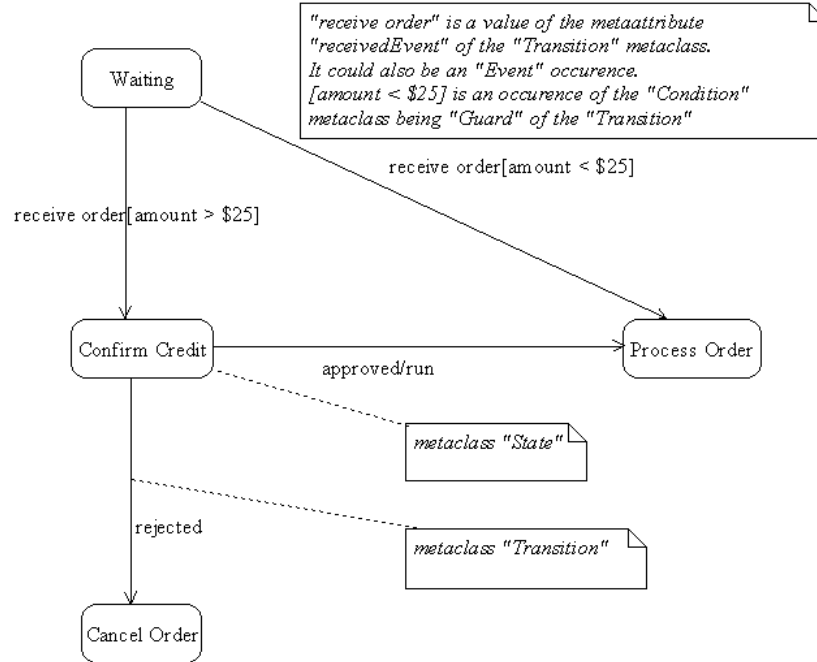 "receive order" is a value of the metaattribute
"receivedEvent" of the "Transition" metaclass.
It could also be an "Event" occurence.
[amount < $25] is an occurence of the "Condition"
metaclass being "Guard" of the "Transition"
Waiting
receive order[amount < $25]
receive order[amount > $25]
Confirm Credit
Process Order
approved/run
metaclass "State"
rejected
metaclass "Transition"
Cancel Order